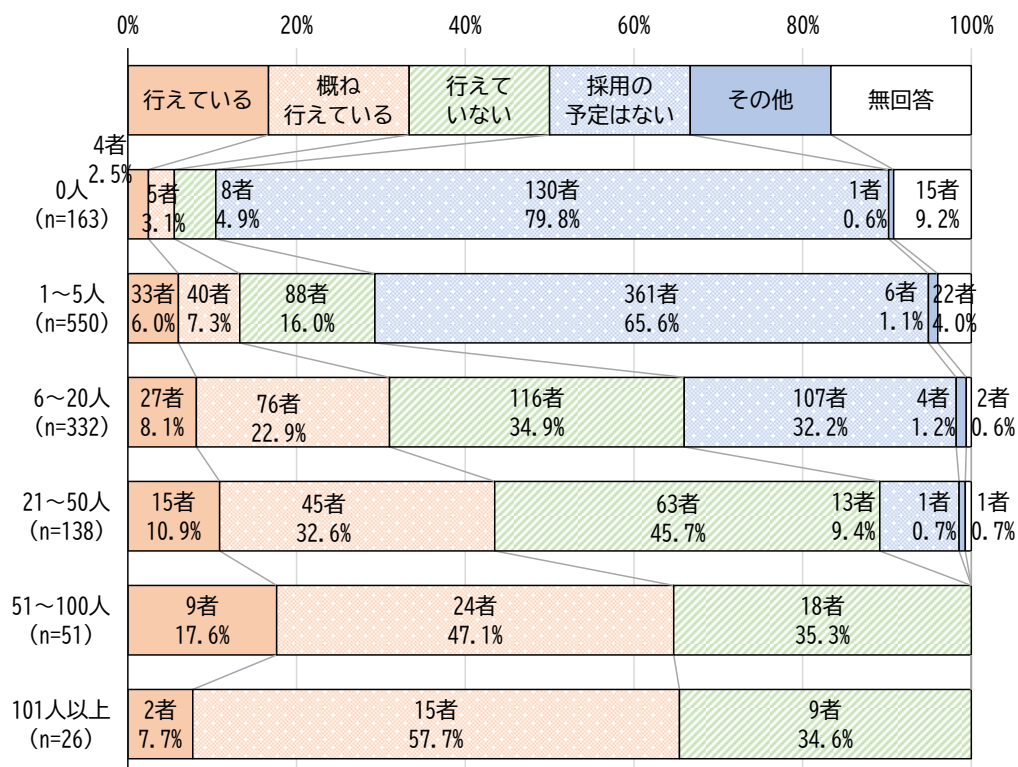 0% 20% 40% 60% 80% 100%
行えている 概ね行えている 行えていない 採用の予定はない その他 無回答
0人 4者 5者 8者 130者 1者 15者
(n=163) 2.5% 3.1% 4.9% 79.8% 0.6% 9.2%
1～5人 33者 40者 88者 361者 6者 22者
(n=550) 6.0% 7.3% 16.0% 65.6% 1.1% 4.0%
6～20人 27者 76者 116者 107者 4者 2者
(n=332) 8.1% 22.9% 34.9% 32.2% 1.2% 0.6%
21～50人 15者 45者 63者 13者 1者 1者
(n=138) 10.9% 32.6% 45.7% 9.4% 0.7% 0.7%
51～100人 9者 24者 18者
(n=51) 17.6% 47.1% 35.3%
101人以上 2者 15者 9者
(n=26) 7.7% 57.7% 34.6%